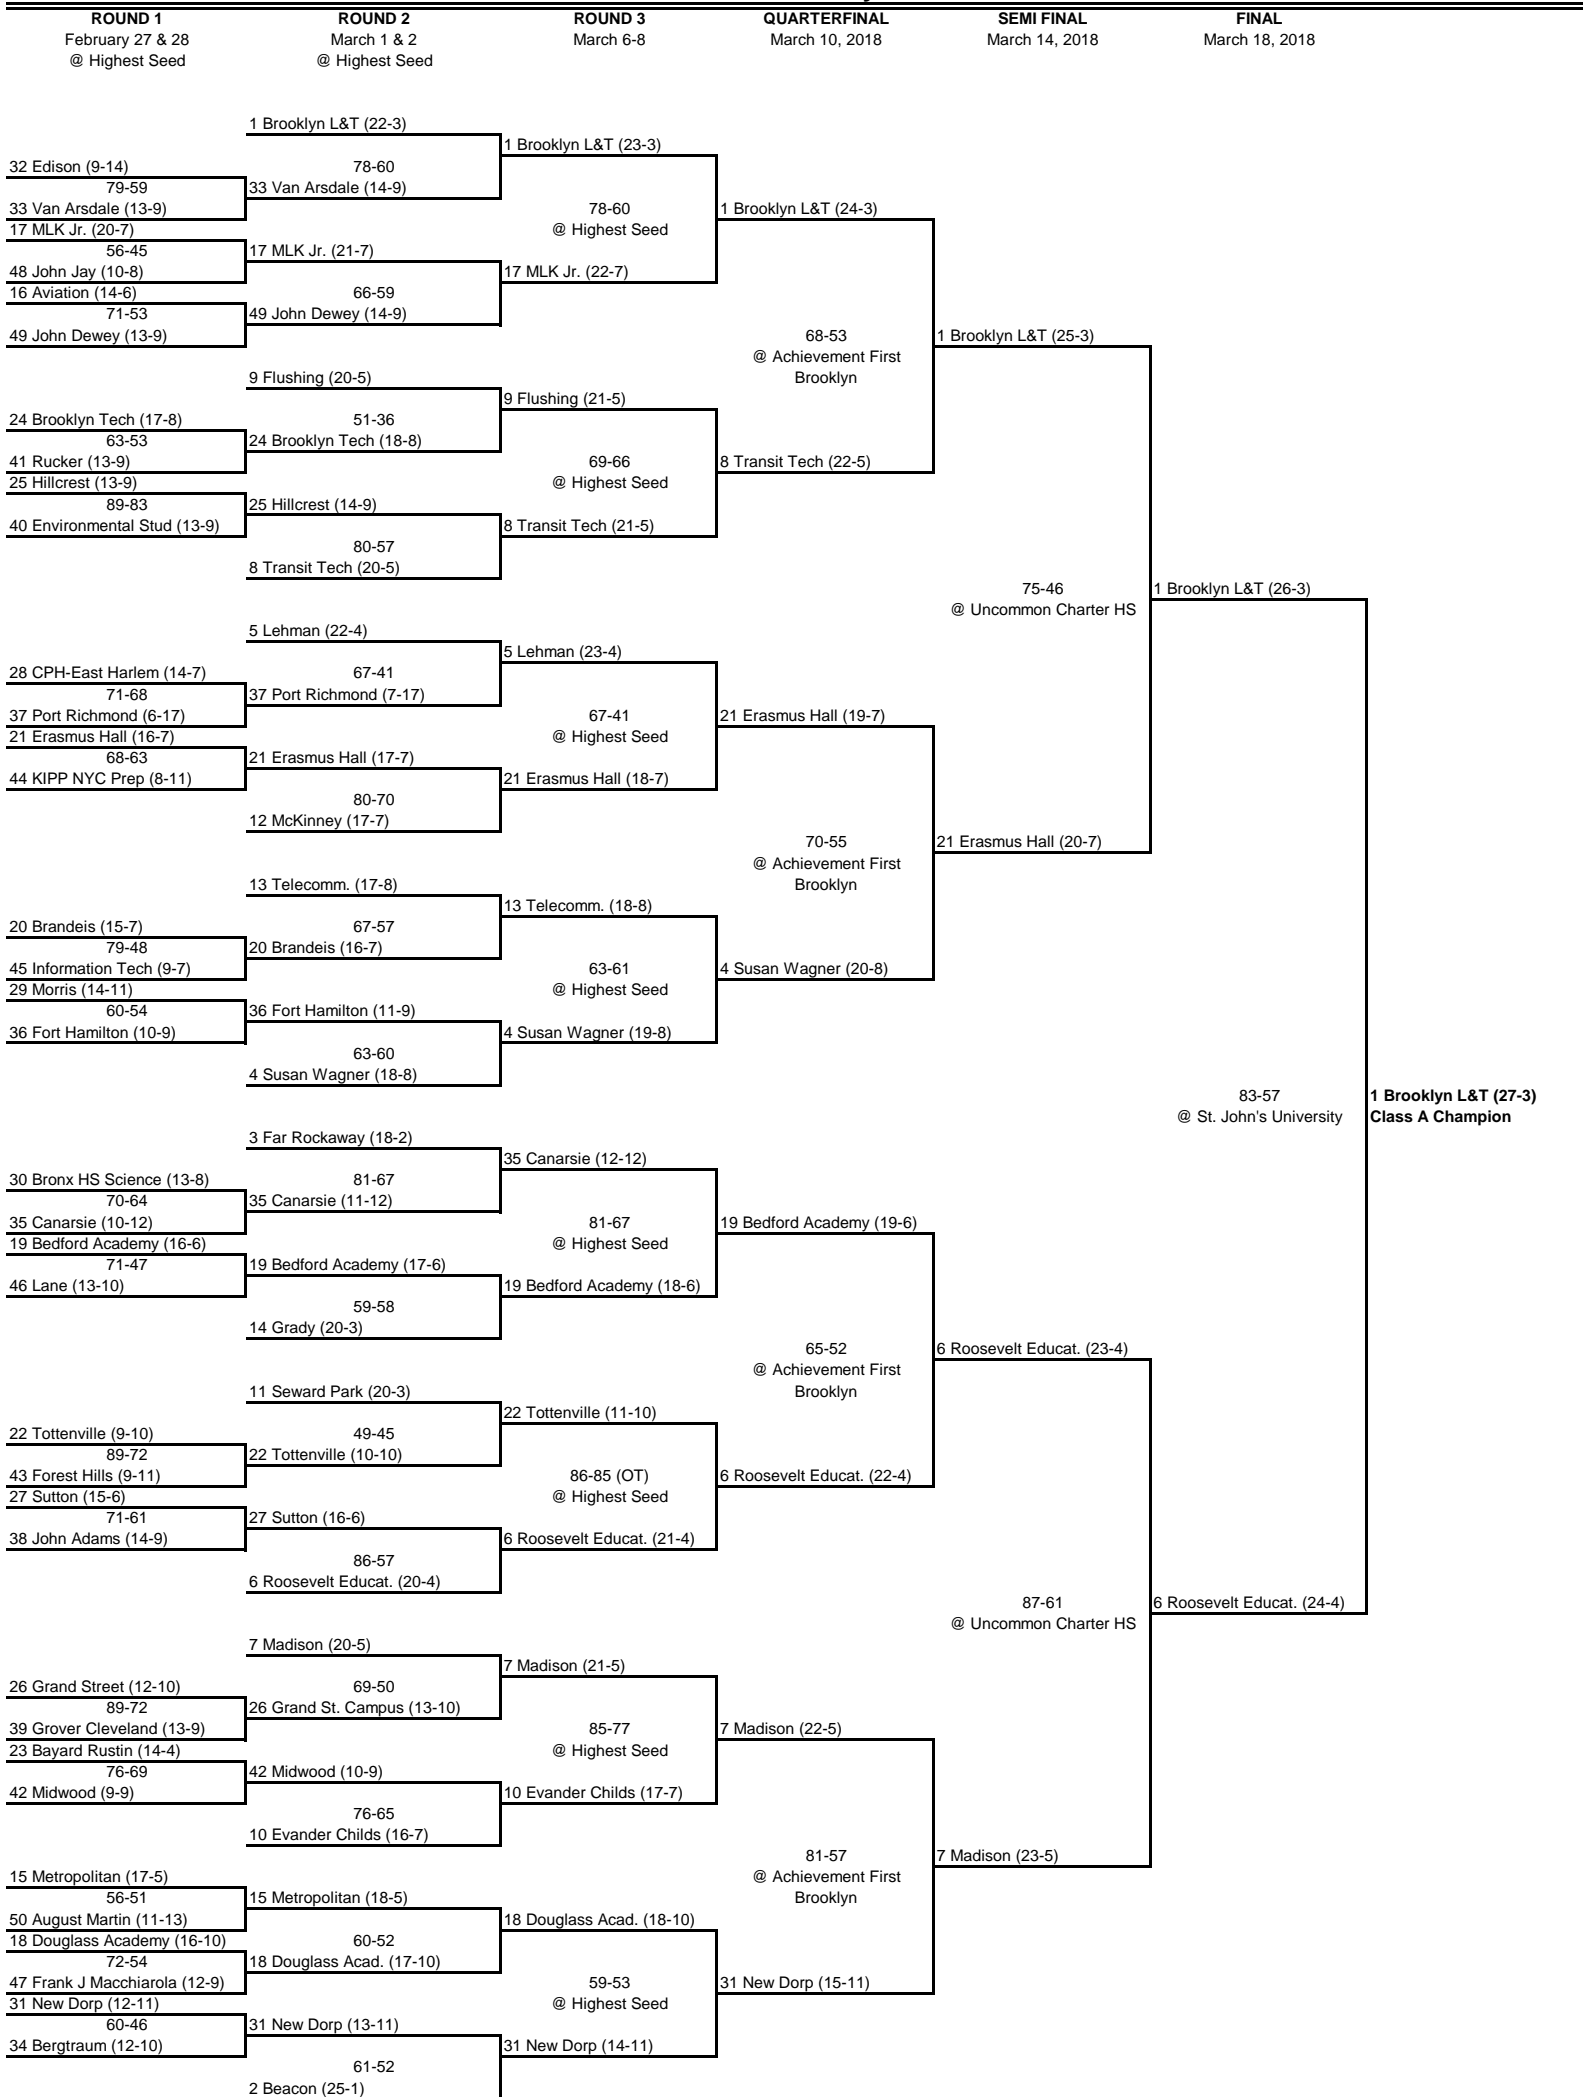 ROUND 1
February 27 & 28
@ Highest Seed
ROUND 2
March 1 & 2
@ Highest Seed
ROUND 3
March 6-8
QUARTERFINAL
March 10, 2018
SEMI FINAL
March 14, 2018
FINAL
March 18, 2018
32 Edison (9-14)
79-59
33 Van Arsdale (13-9)
17 MLK Jr. (20-7)
56-45
48 John Jay (10-8)
16 Aviation (14-6)
71-53
49 John Dewey (13-9)
24 Brooklyn Tech (17-8)
63-53
41 Rucker (13-9)
25 Hillcrest (13-9)
89-83
40 Environmental Stud (13-9)
28 CPH-East Harlem (14-7)
71-68
37 Port Richmond (6-17)
21 Erasmus Hall (16-7)
68-63
44 KIPP NYC Prep (8-11)
20 Brandeis (15-7)
79-48
45 Information Tech (9-7)
29 Morris (14-11)
60-54
36 Fort Hamilton (10-9)
30 Bronx HS Science (13-8)
70-64
35 Canarsie (10-12)
19 Bedford Academy (16-6)
71-47
46 Lane (13-10)
22 Tottenville (9-10)
89-72
43 Forest Hills (9-11)
27 Sutton (15-6)
71-61
38 John Adams (14-9)
26 Grand Street (12-10)
89-72
39 Grover Cleveland (13-9)
23 Bayard Rustin (14-4)
76-69
42 Midwood (9-9)
15 Metropolitan (17-5)
56-51
50 August Martin (11-13)
18 Douglass Academy (16-10)
72-54
47 Frank J Macchiarola (12-9)
31 New Dorp (12-11)
60-46
34 Bergtraum (12-10)
1 Brooklyn L&T (22-3)
78-60
33 Van Arsdale (14-9)
17 MLK Jr. (21-7)
66-59
49 John Dewey (14-9)
9 Flushing (20-5)
51-36
24 Brooklyn Tech (18-8)
25 Hillcrest (14-9)
80-57
8 Transit Tech (20-5)
5 Lehman (22-4)
67-41
37 Port Richmond (7-17)
21 Erasmus Hall (17-7)
80-70
12 McKinney (17-7)
13 Telecomm. (17-8)
67-57
20 Brandeis (16-7)
36 Fort Hamilton (11-9)
63-60
4 Susan Wagner (18-8)
3 Far Rockaway (18-2)
81-67
35 Canarsie (11-12)
19 Bedford Academy (17-6)
59-58
14 Grady (20-3)
11 Seward Park (20-3)
49-45
22 Tottenville (10-10)
27 Sutton (16-6)
86-57
6 Roosevelt Educat. (20-4)
7 Madison (20-5)
69-50
26 Grand St. Campus (13-10)
42 Midwood (10-9)
76-65
10 Evander Childs (16-7)
15 Metropolitan (18-5)
60-52
18 Douglass Acad. (17-10)
31 New Dorp (13-11)
61-52
2 Beacon (25-1)
1 Brooklyn L&T (23-3)
78-60
@ Highest Seed
17 MLK Jr. (22-7)
9 Flushing (21-5)
69-66
@ Highest Seed
8 Transit Tech (21-5)
5 Lehman (23-4)
67-41
@ Highest Seed
21 Erasmus Hall (18-7)
13 Telecomm. (18-8)
63-61
@ Highest Seed
4 Susan Wagner (19-8)
35 Canarsie (12-12)
81-67
@ Highest Seed
19 Bedford Academy (18-6)
22 Tottenville (11-10)
86-85 (OT)
@ Highest Seed
6 Roosevelt Educat. (21-4)
7 Madison (21-5)
85-77
@ Highest Seed
10 Evander Childs (17-7)
18 Douglass Acad. (18-10)
59-53
@ Highest Seed
31 New Dorp (14-11)
1 Brooklyn L&T (24-3)
68-53
@ Achievement First
Brooklyn
8 Transit Tech (22-5)
21 Erasmus Hall (19-7)
70-55
@ Achievement First
Brooklyn
4 Susan Wagner (20-8)
19 Bedford Academy (19-6)
65-52
@ Achievement First
Brooklyn
6 Roosevelt Educat. (22-4)
7 Madison (22-5)
81-57
@ Achievement First
Brooklyn
31 New Dorp (15-11)
1 Brooklyn L&T (25-3)
75-46
@ Uncommon Charter HS
21 Erasmus Hall (20-7)
6 Roosevelt Educat. (23-4)
87-61
@ Uncommon Charter HS
7 Madison (23-5)
1 Brooklyn L&T (26-3)
83-57
@ St. John's University
6 Roosevelt Educat. (24-4)
1 Brooklyn L&T (27-3)
Class A Champion